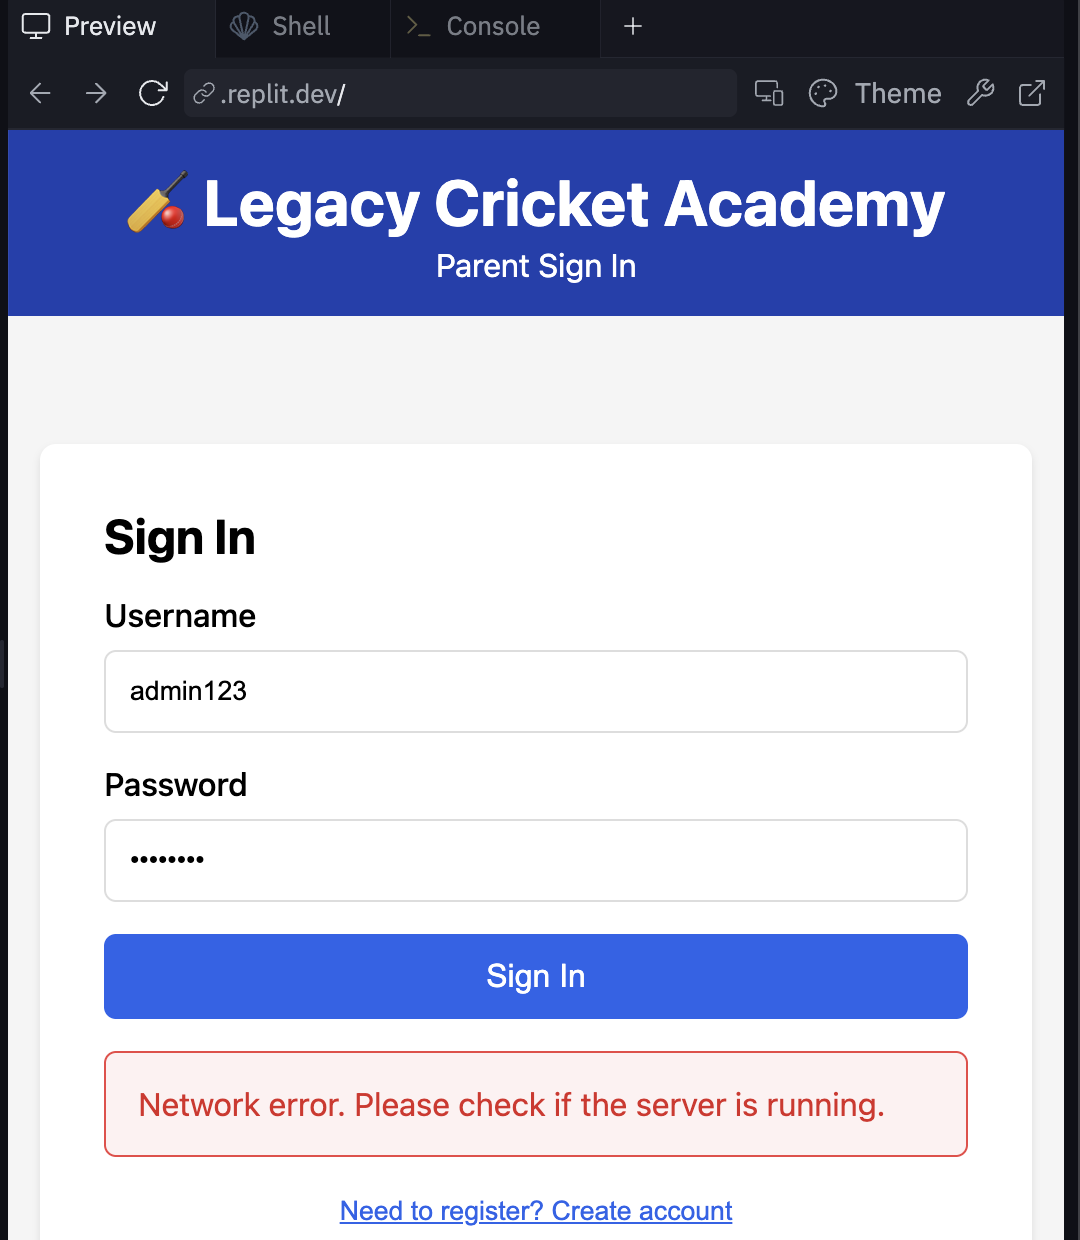 Preview
Shell
Console
.replit.dev/
Theme
Legacy Cricket Academy
Parent Sign In
Sign In
Username
admin123
Password
••••••••
Sign In
Network error. Please check if the server is running.
Need to register? Create account